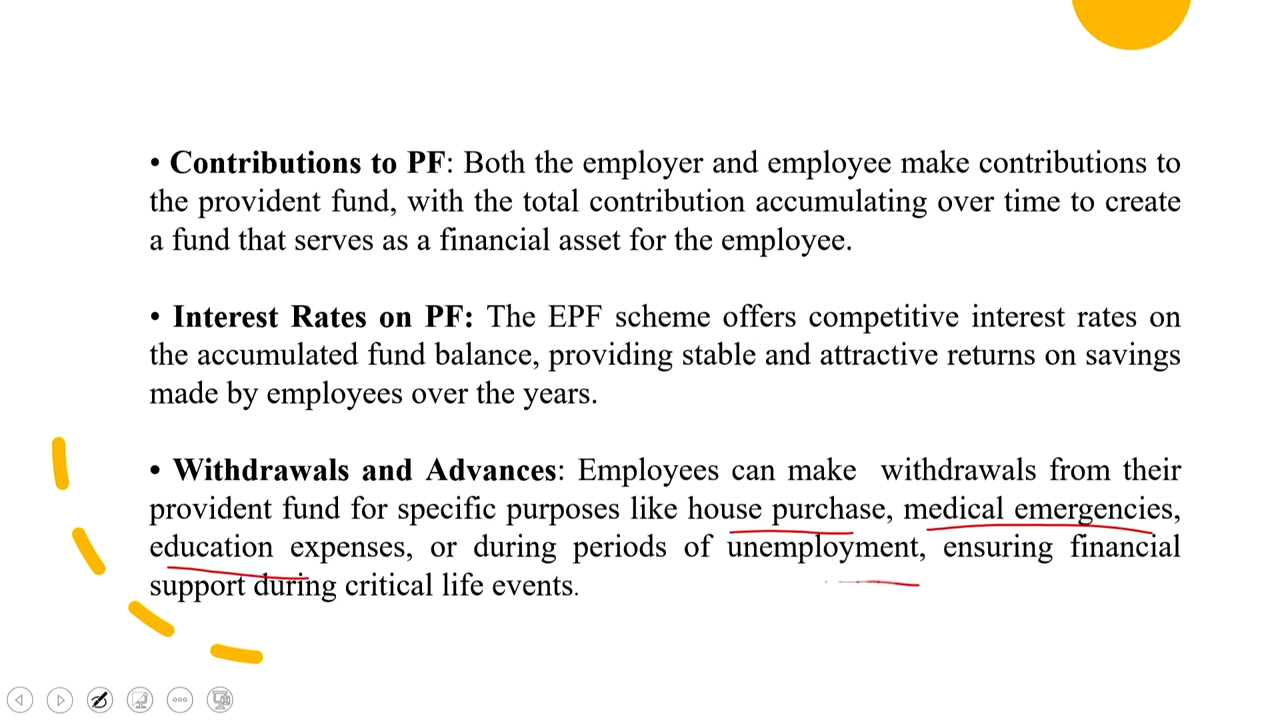 • Contributions to PF: Both the employer and employee make contributions to
the provident fund, with the total contribution accumulating over time to create
a fund that serves as a financial asset for the employee.
• Interest Rates on PF: The EPF scheme offers competitive interest rates on
the accumulated fund balance, providing stable and attractive returns on savings
made by employees over the years.
• Withdrawals and Advances: Employees can make withdrawals from their
provident fund for specific purposes like house purchase, medical emergencies,
education expenses, or during periods of unemployment, ensuring financial
support during critical life events.